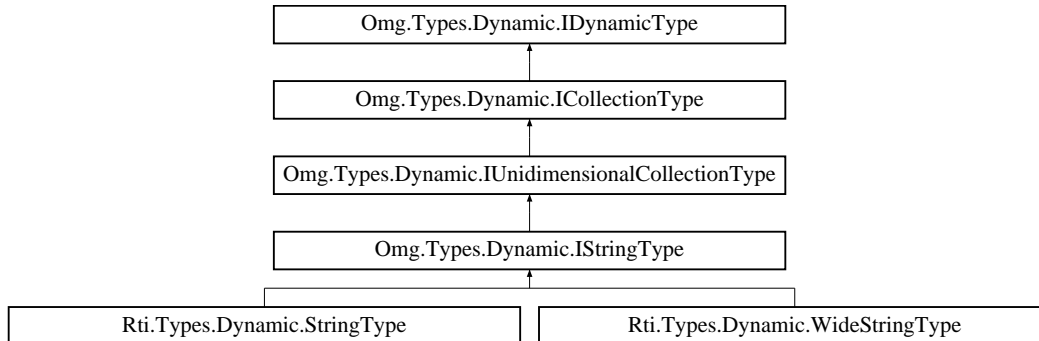 Omg.Types.Dynamic.IDynamicType
Omg.Types.Dynamic.ICollectionType
Omg.Types.Dynamic.IUnidimensionalCollectionType
Omg.Types.Dynamic.IStringType
Rti.Types.Dynamic.StringType
Rti.Types.Dynamic.WideStringType